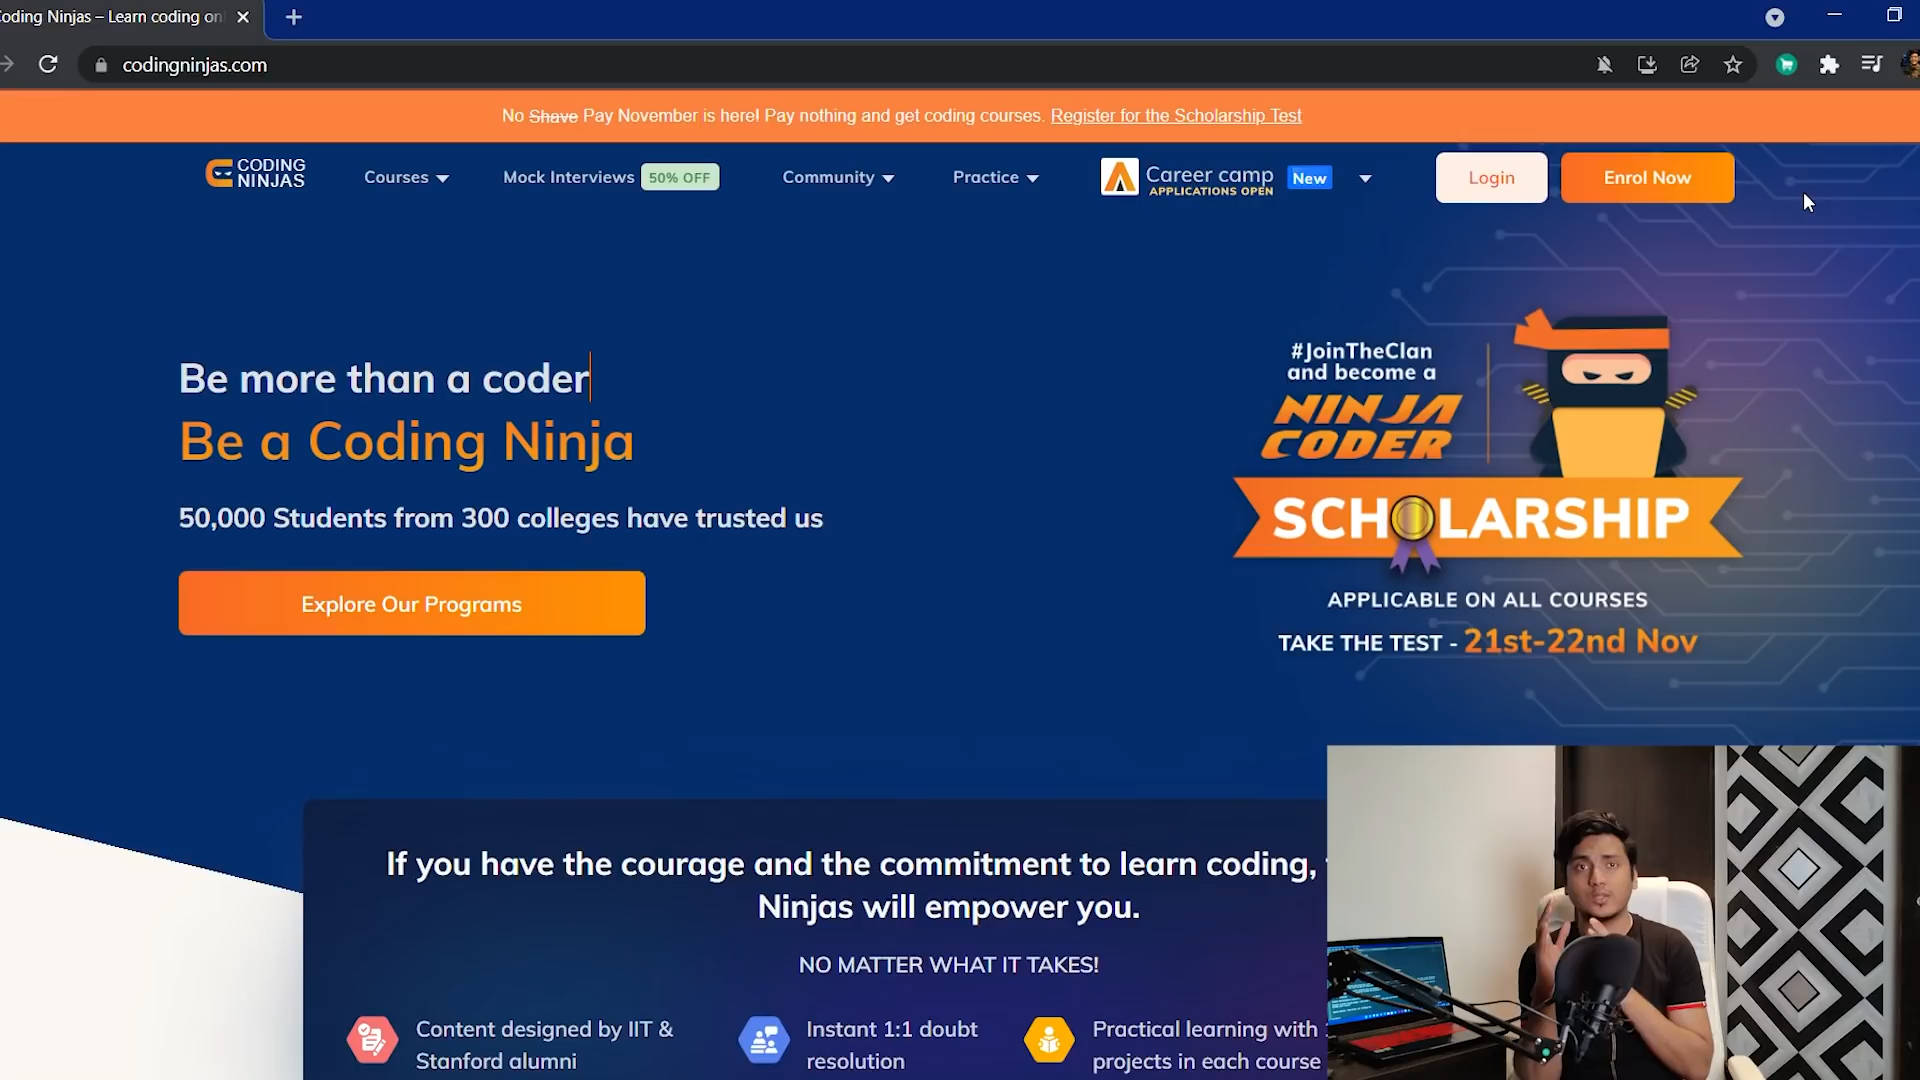 Coding Ninjas – Learn coding on
codingninjas.com
No Shave Pay November is here! Pay nothing and get coding courses. Register for the Scholarship Test
CODING NINJAS
Courses
Mock Interviews
50% OFF
Community
Practice
Career camp
APPLICATIONS OPEN
New
Login
Enrol Now
Be more than a coder
Be a Coding Ninja
50,000 Students from 300 colleges have trusted us
Explore Our Programs
#JoinTheClan
and become a
NINJA
CODER
SCHOLARSHIP
APPLICABLE ON ALL COURSES
TAKE THE TEST - 21st-22nd Nov
If you have the courage and the commitment to learn coding,
Ninjas will empower you.
NO MATTER WHAT IT TAKES!
Content designed by IIT &
Stanford alumni
Instant 1:1 doubt
resolution
Practical learning with
projects in each course